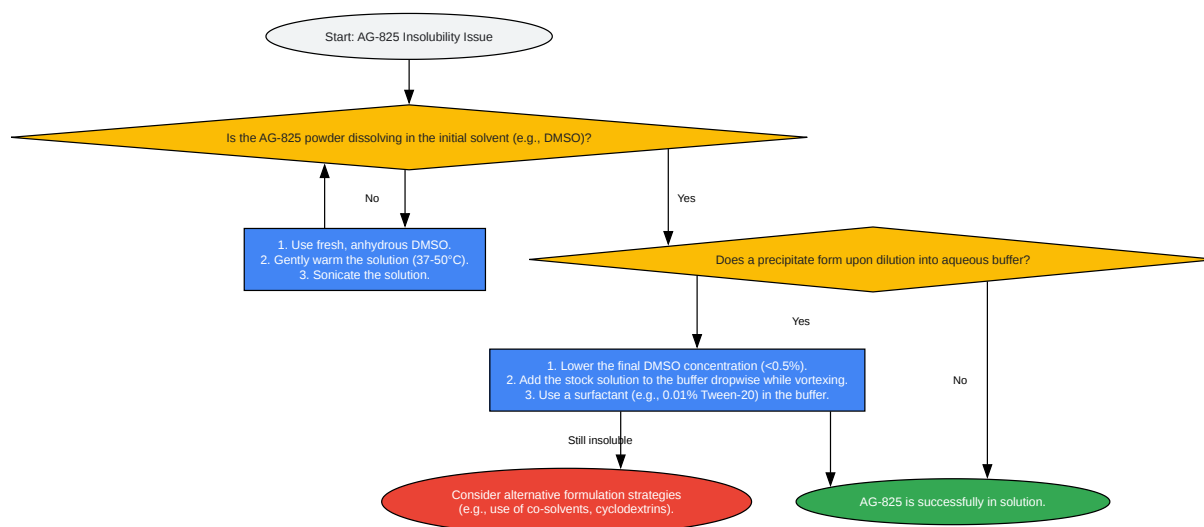 Start: AG-825 Insolubility Issue
Is the AG-825 powder dissolving in the initial solvent (e.g., DMSO)?
No
Yes
1. Use fresh, anhydrous DMSO.
2. Gently warm the solution (37-50°C).
3. Sonicate the solution.
Does a precipitate form upon dilution into aqueous buffer?
Yes
1. Lower the final DMSO concentration (<0.5%).
2. Add the stock solution to the buffer dropwise while vortexing.
3. Use a surfactant (e.g., 0.01% Tween-20) in the buffer.
No
Still insoluble
Consider alternative formulation strategies
(e.g., use of co-solvents, cyclodextrins).
AG-825 is successfully in solution.